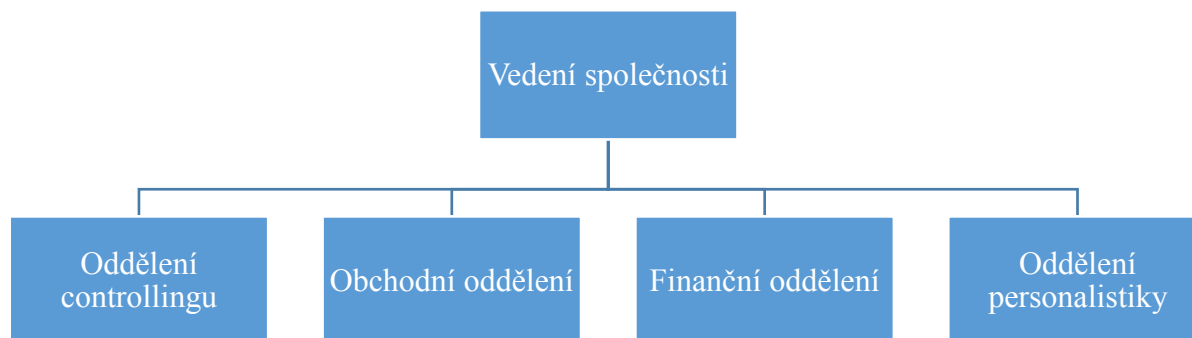 Vedení společnosti
Oddělení
controllingu
Obchodní oddělení
Finanční oddělení
Oddělení
personalistiky